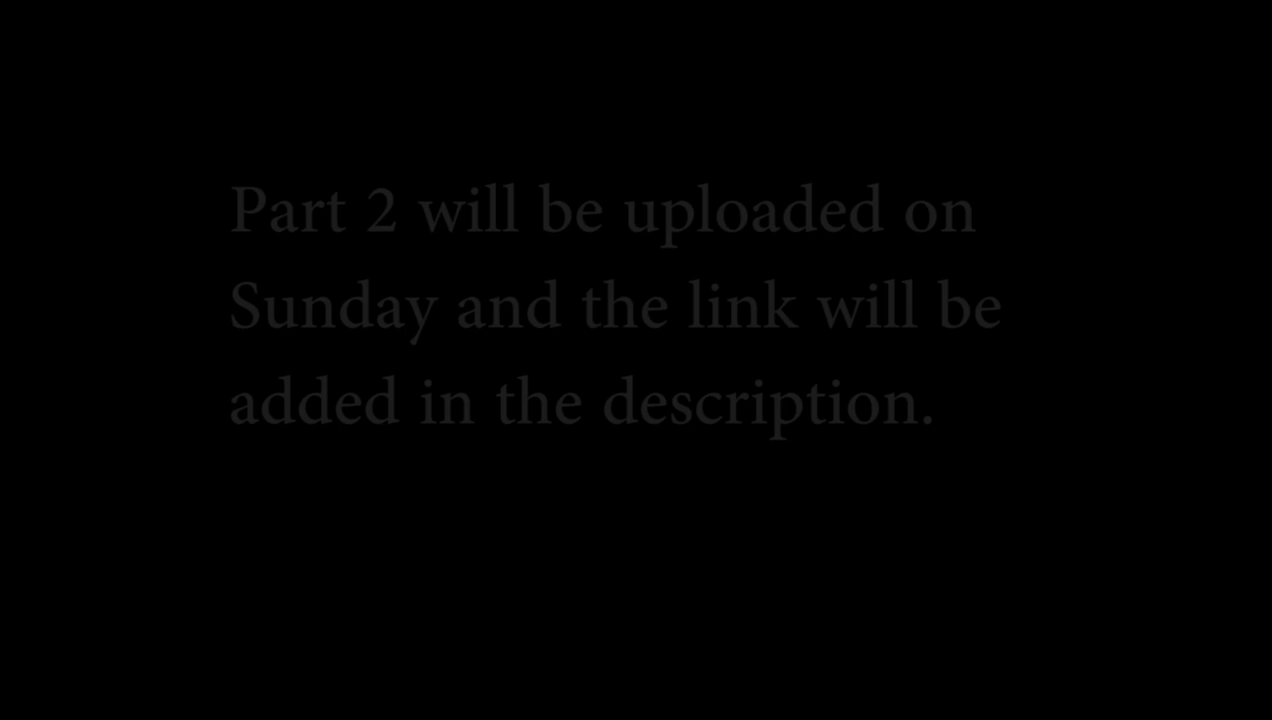 Part 2 will be uploaded on
Sunday and the link will be
added in the description.